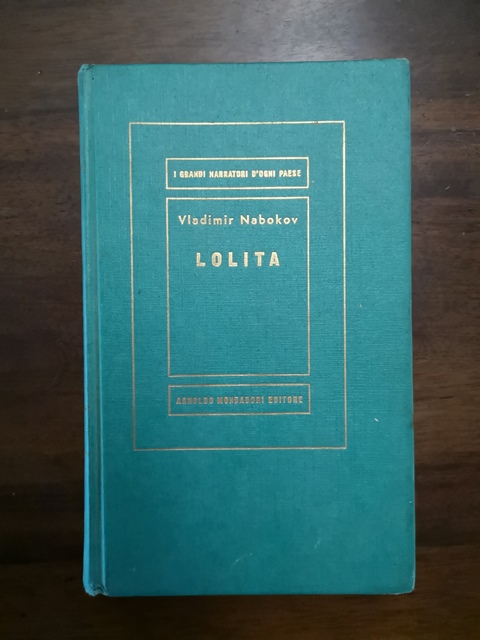 I GRANDI NARRATORI D'OGNI PAESE
Vladimir Nabokov
LOLITA
ARNOLDO MONDADORI EDITORE